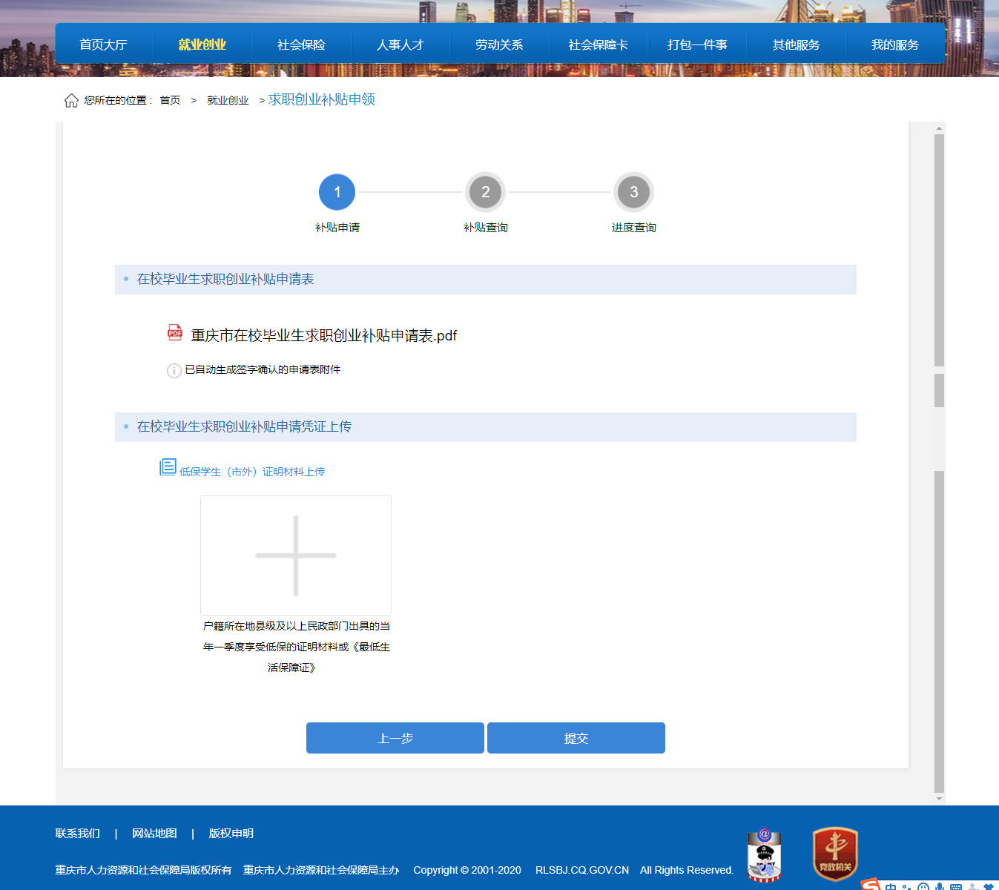 首页大厅 就业创业 社会保险 人事人才 劳动关系 社会保障卡 打包一件事 其他服务 我的服务
您所在的位置： 首页 > 就业创业 > 求职创业补贴申领
1 2 3
补贴申请 补贴查询 进度查询
在校毕业生求职创业补贴申请表
PDF 重庆市在校毕业生求职创业补贴申请表.pdf
已自动生成签字确认的申请表附件
在校毕业生求职创业补贴申请凭证上传
低保学生（市外）证明材料上传
户籍所在地县级及以上民政部门出具的当
年一季度享受低保的证明材料或《最低生
活保障证》
上一步 提交
联系我们 | 网站地图 | 版权申明
重庆市人力资源和社会保障局版权所有 重庆市人力资源和社会保障局主办 Copyright © 2001-2020 RLSBJ.CQ.GOV.CN All Rights Reserved.
@
党政机关
中